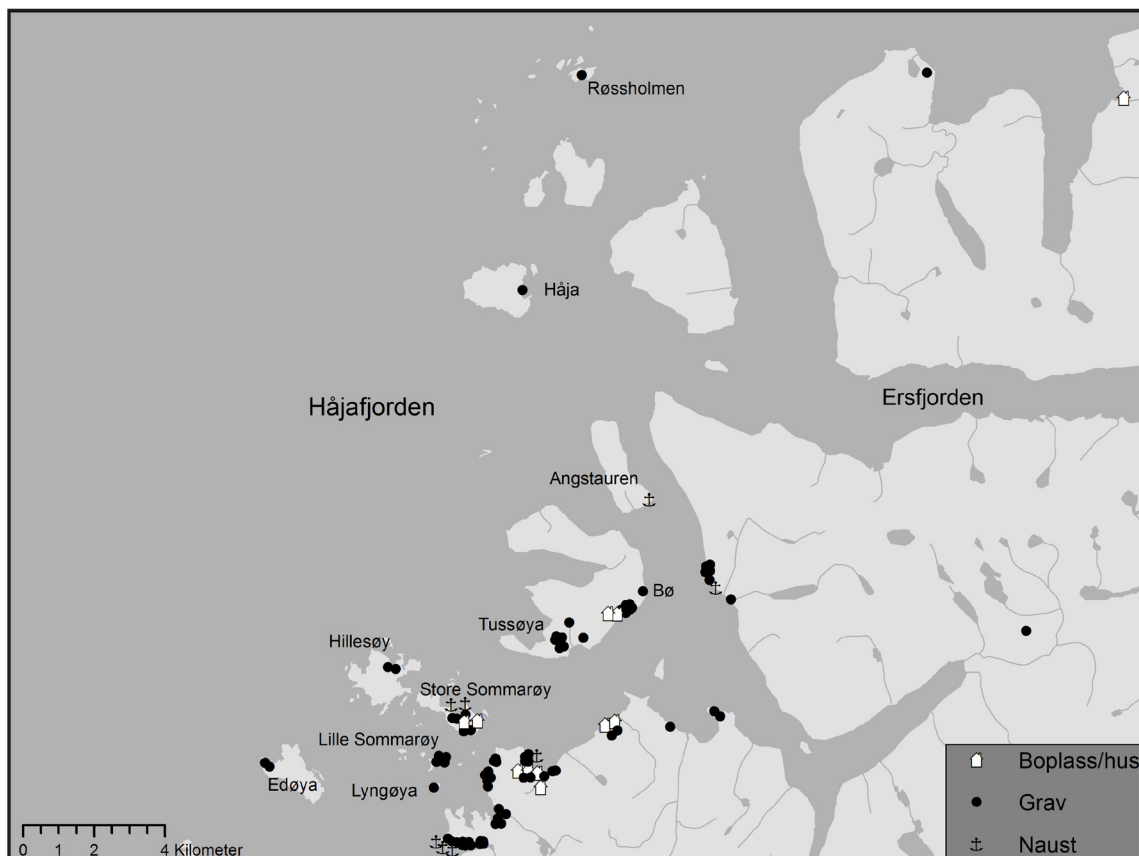 Røssholmen
Håja
Håjafjorden
Ersfjorden
Angstauren
Bø
Tussøya
Hillesøy
Store Sommarøy
Lille Sommarøy
Edøya
Lyngøya
Boplass/hus
Grav
Naust
0 1 2 4 Kilometer